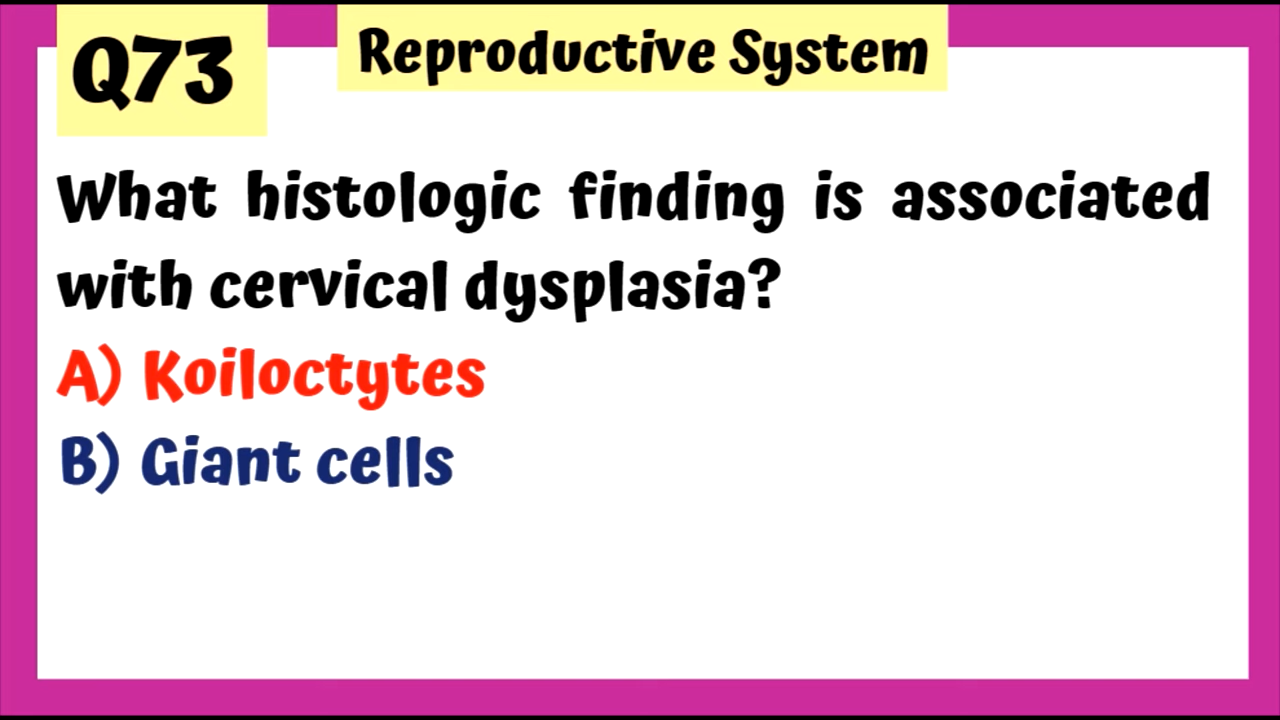 Q73
Reproductive System
What histologic finding is associated
with cervical dysplasia?
A) Koiloctytes
B) Giant cells